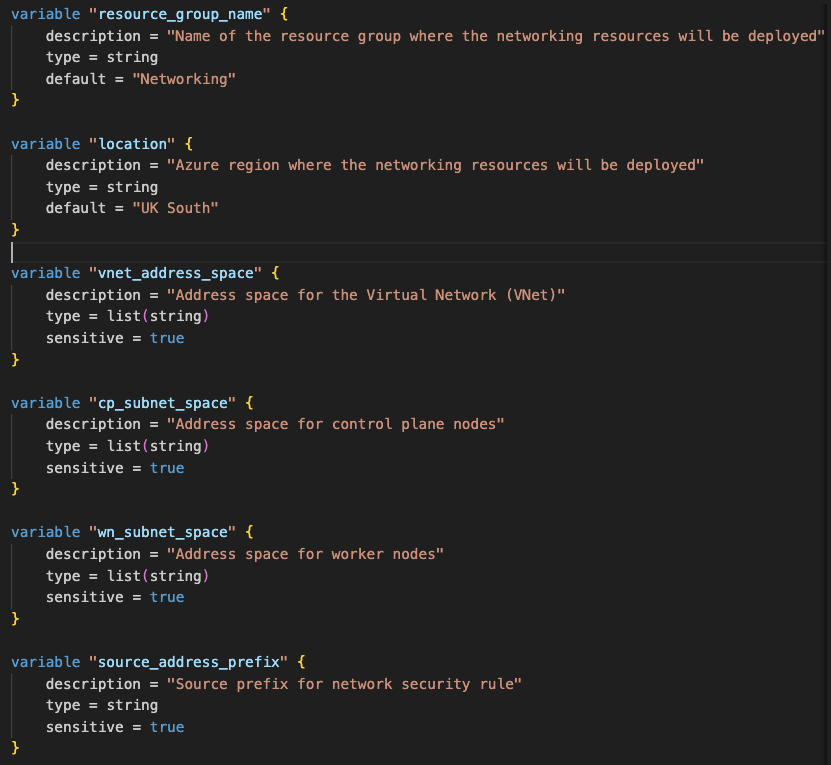 variable "resource_group_name" {
    description = "Name of the resource group where the networking resources will be deployed"
    type = string
    default = "Networking"
}

variable "location" {
    description = "Azure region where the networking resources will be deployed"
    type = string
    default = "UK South"
}

variable "vnet_address_space" {
    description = "Address space for the Virtual Network (VNet)"
    type = list(string)
    sensitive = true
}

variable "cp_subnet_space" {
    description = "Address space for control plane nodes"
    type = list(string)
    sensitive = true
}

variable "wn_subnet_space" {
    description = "Address space for worker nodes"
    type = list(string)
    sensitive = true
}

variable "source_address_prefix" {
    description = "Source prefix for network security rule"
    type = string
    sensitive = true
}